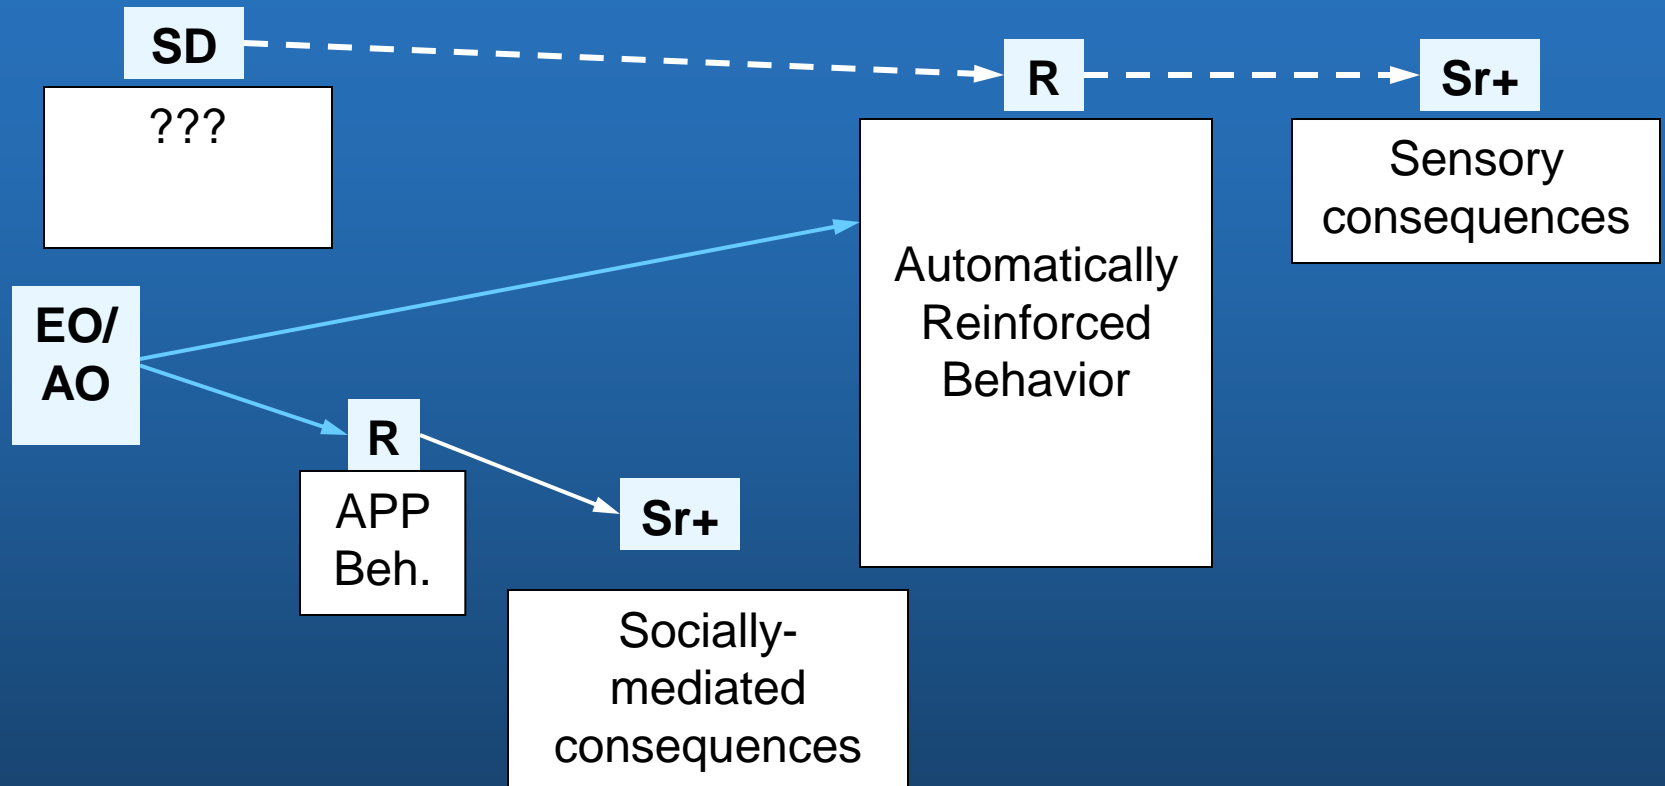 SD
???
R
Sr+
Sensory
consequences
Automatically
Reinforced
Behavior
EO/
AO
R
APP
Beh.
Sr+
Socially-
mediated
consequences